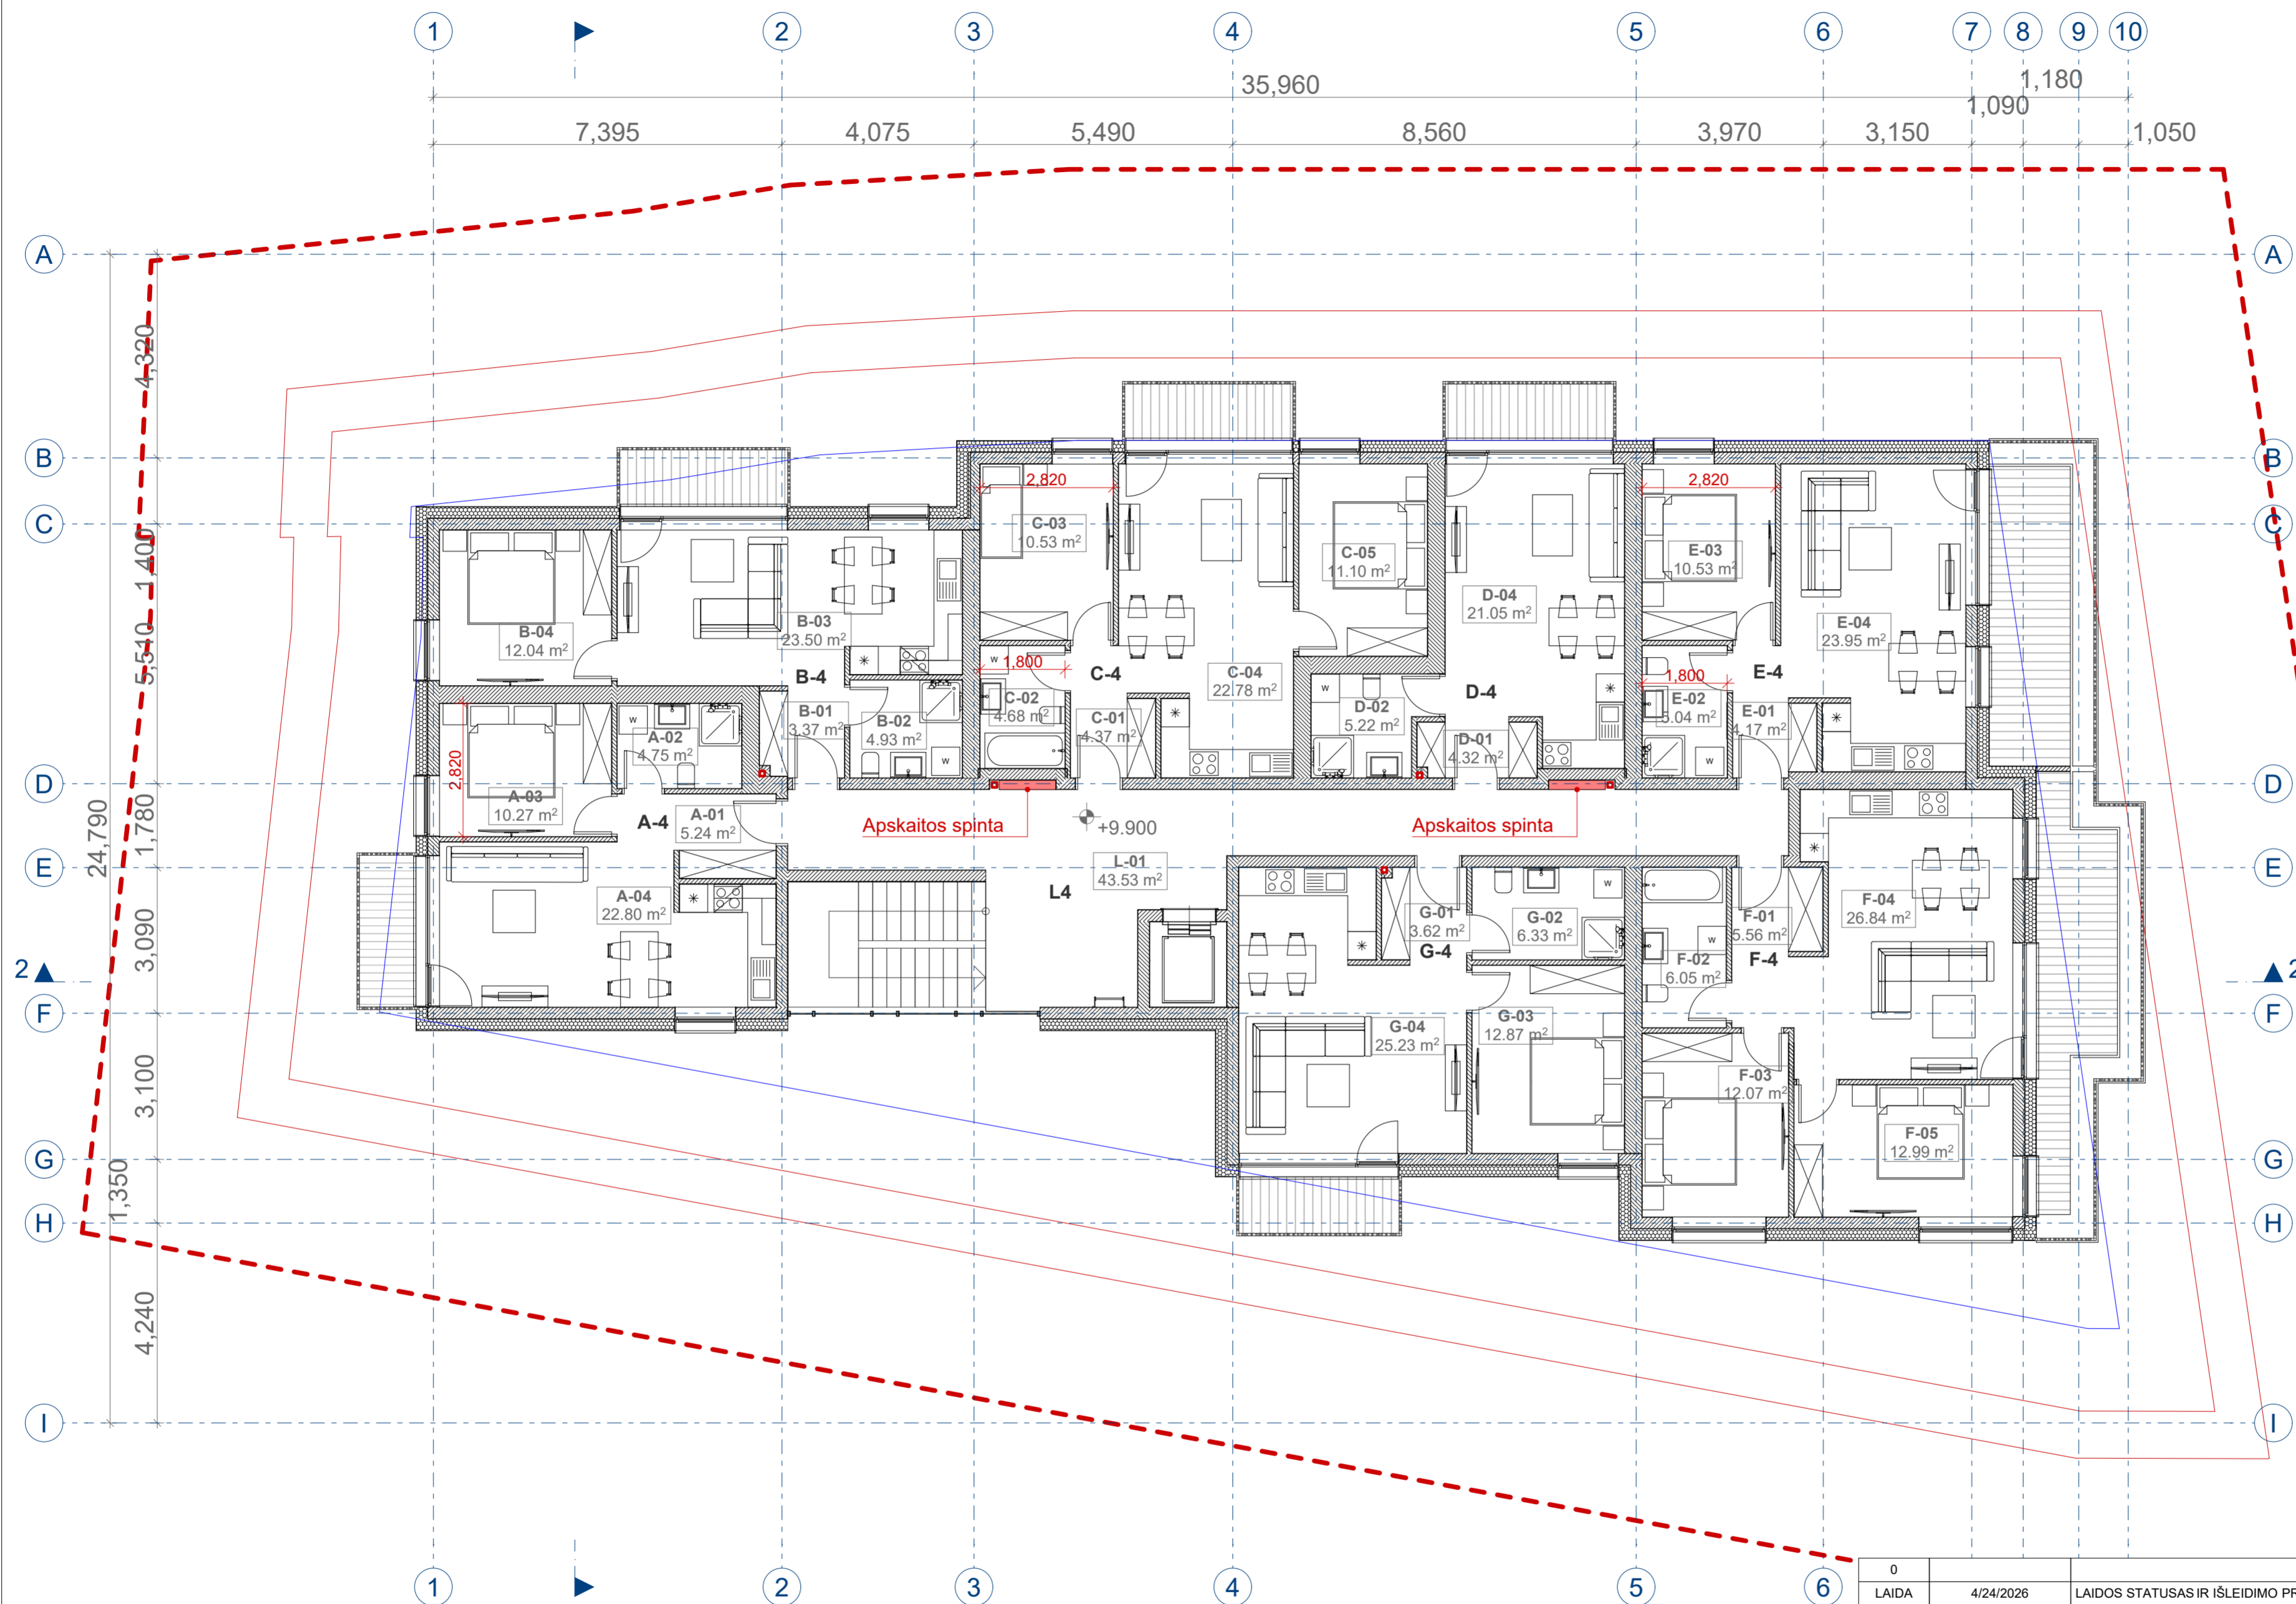 1 2 3 4 5 6 7 8 9 10
35,960
1,180
1,090
7,395 4,075 5,490 8,560 3,970 3,150 1,050
A A
4,320
B B
C C
1,400
5,510
D D
24,790
1,780
E E
3,090
2 2
F F
3,100
G G
1,350
H H
4,240
I I
2,820
C-03
10.53 m²
C-05
11.10 m²
2,820
E-03
10.53 m²
D-04
21.05 m²
B-04
12.04 m²
B-03
23.50 m²
E-04
23.95 m²
B-4
W
1,800
C-4
C-04
22.78 m²
D-4
E-4
1,800
C-02
4.68 m²
C-01
4.37 m²
W
D-02
5.22 m²
E-02
5.04 m²
E-01
4.17 m²
B-01
3.37 m²
B-02
4.93 m²
W
D-01
4.32 m²
W
W
A-02
4.75 m²
2,820
A-03
10.27 m²
A-4
A-01
5.24 m²
Apskaitos spinta
+9.900
Apskaitos spinta
L-01
43.53 m²
L4
A-04
22.80 m²
G-01
3.62 m²
G-4
G-02
6.33 m²
W
F-01
5.56 m²
F-4
F-04
26.84 m²
W
F-02
6.05 m²
G-04
25.23 m²
G-03
12.87 m²
F-03
12.07 m²
F-05
12.99 m²
1 2 3 4 5 6
0
LAIDA 4/24/2026 LAIDOS STATUSAS IR IŠLEIDIMO PR